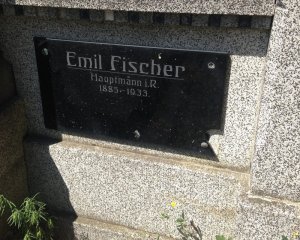 Emil Fischer
Hauptmann i.R.
1885-1933.